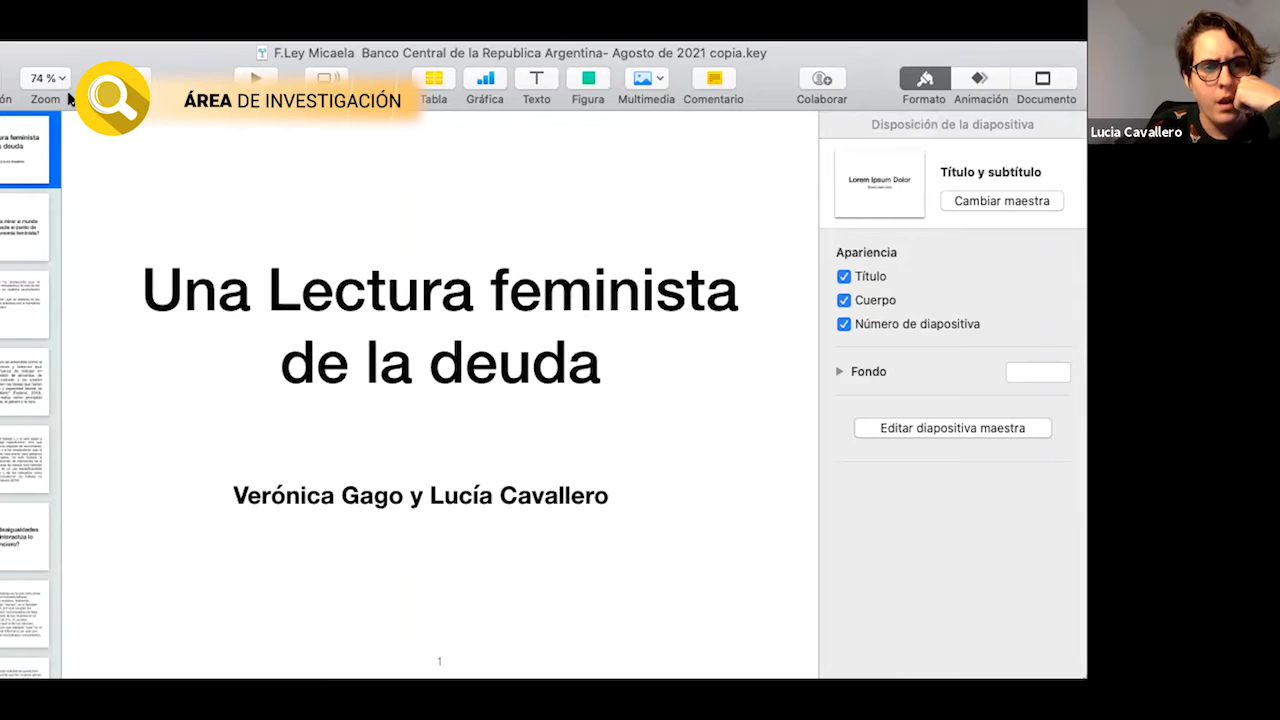 F.Ley Micaela Banco Central de la Republica Argentina- Agosto de 2021 copia.key
74 %
ón
Zoom
ÁREA DE INVESTIGACIÓN
Tabla
Gráfica
Texto
Figura
Multimedia
Comentario
Colaborar
Formato
Animación
Documento
Lucia Cavallero
Disposición de la diapositiva
Lorem Ipsum Dolor
Título y subtítulo
Cambiar maestra
Apariencia
Título
Cuerpo
Número de diapositiva
Fondo
Editar diapositiva maestra
Una Lectura feminista
de la deuda
Verónica Gago y Lucía Cavallero
1